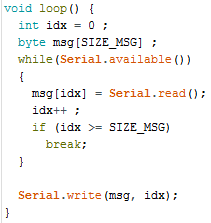 void loop() {
  int idx = 0 ;
  byte msg[SIZE_MSG] ;
  while(Serial.available())
  {
    msg[idx] = Serial.read();
    idx++ ;
    if (idx >= SIZE_MSG)
      break;
  }

  Serial.write(msg, idx);
}